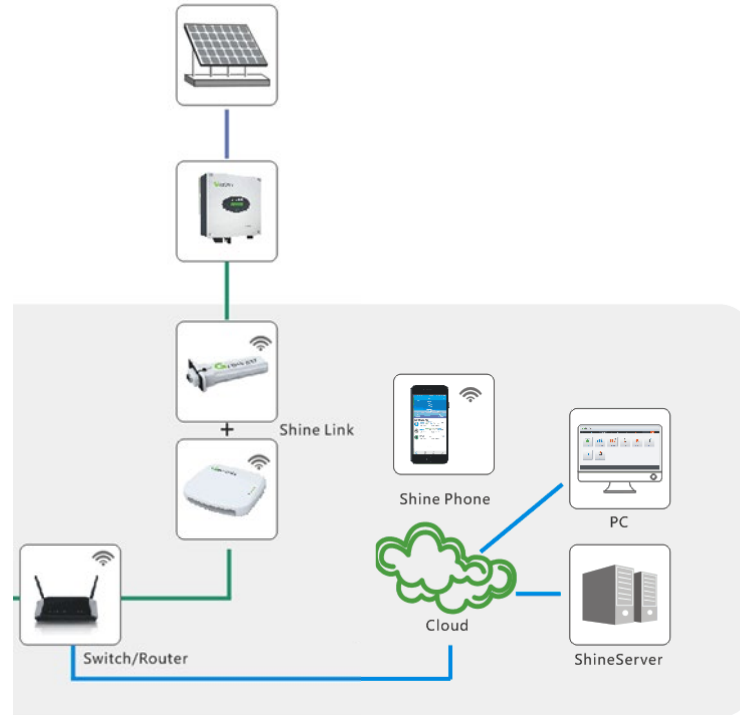 +
Shine Link
Shine Phone
PC
Cloud
Switch/Router
ShineServer